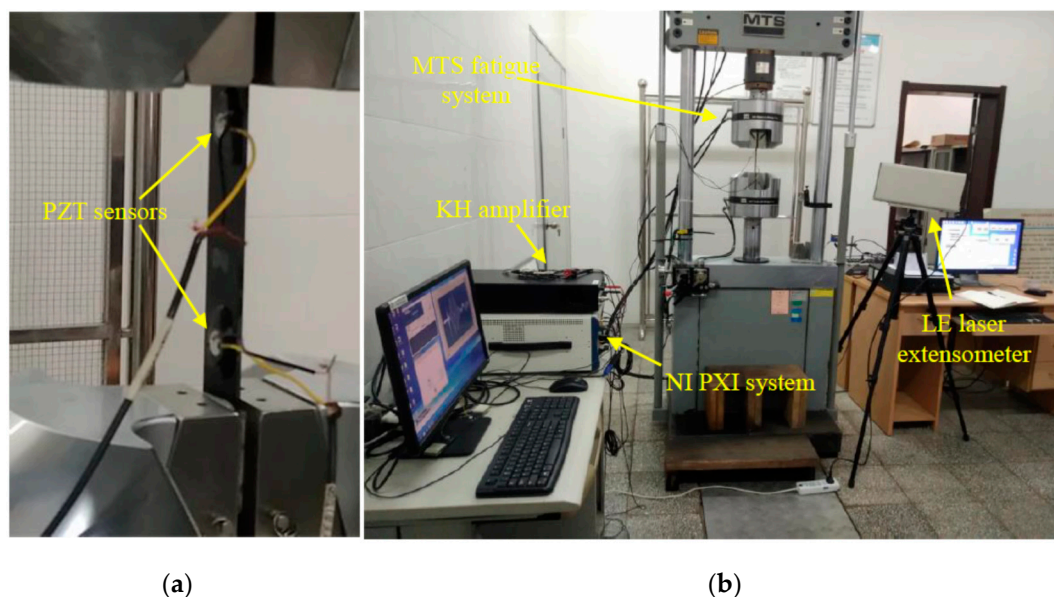 PZT sensors
MTS
MTS fatigue
system
KH amplifier
LE laser
extensometer
NI PXI system
(a)
(b)